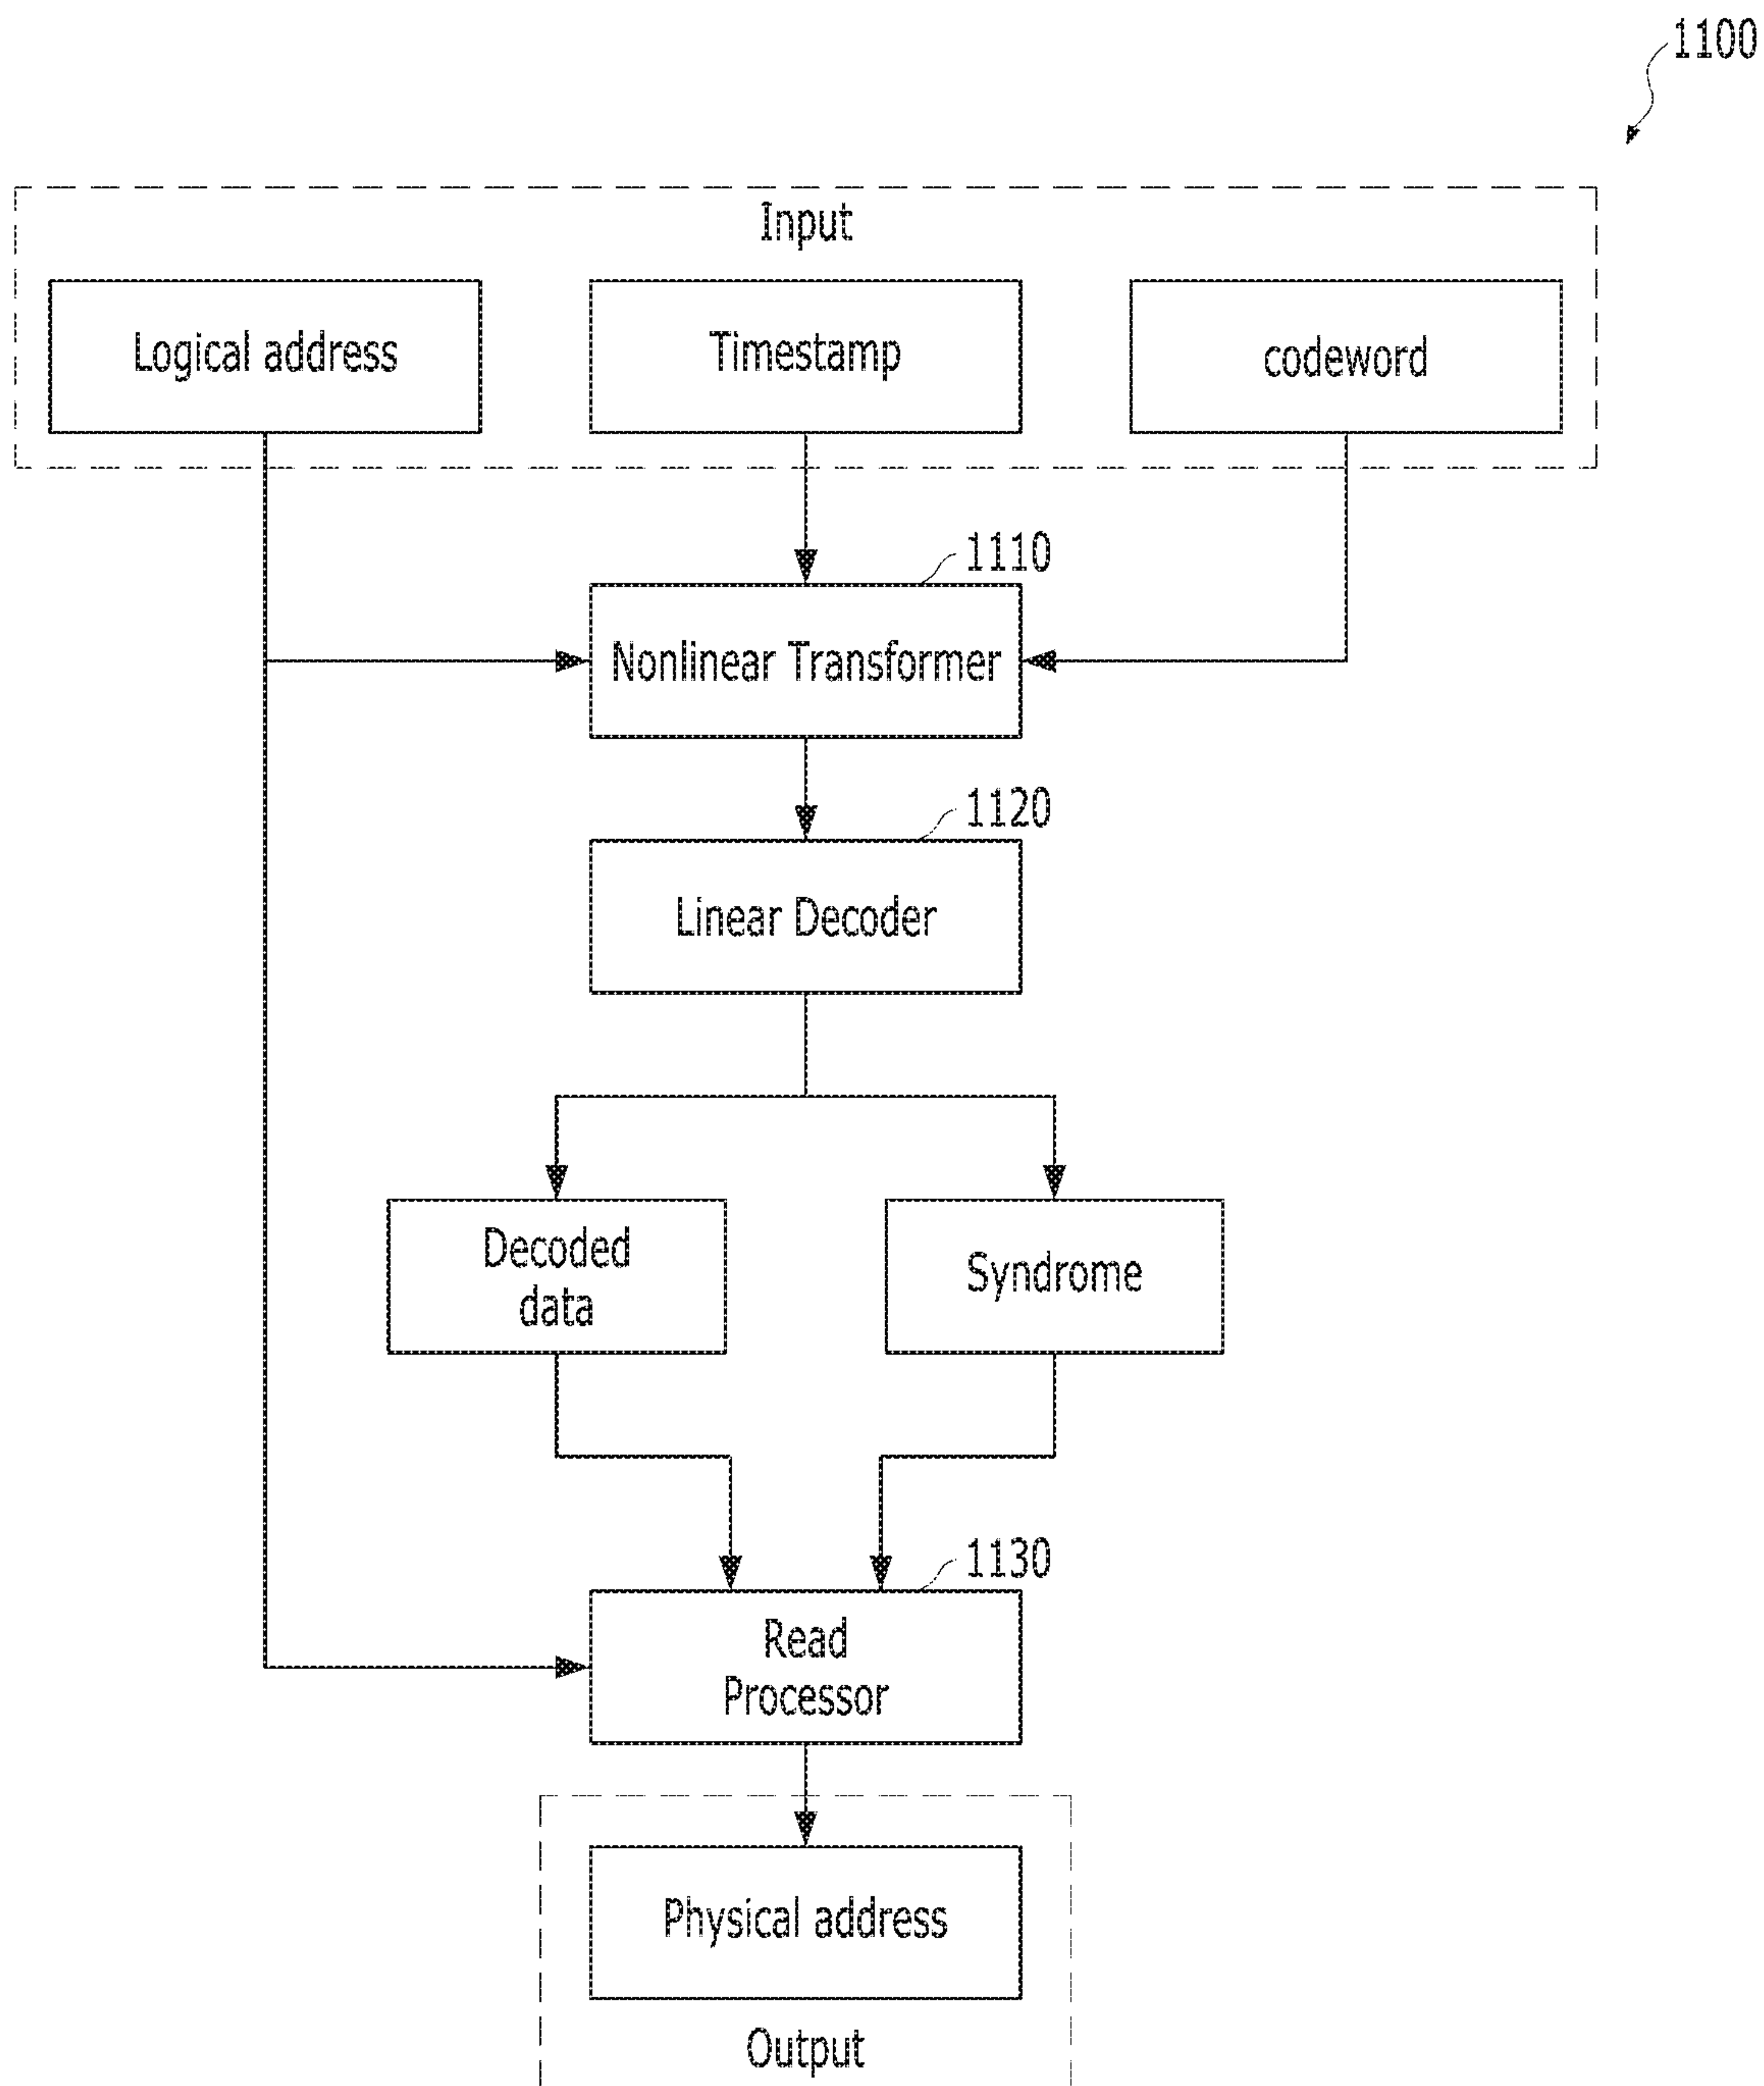 1100
Input
Logical address
Timestamp
codeword
1110
Nonlinear Transformer
1120
Linear Decoder
Decoded
data
Syndrome
1130
Read
Processor
Physical address
Output